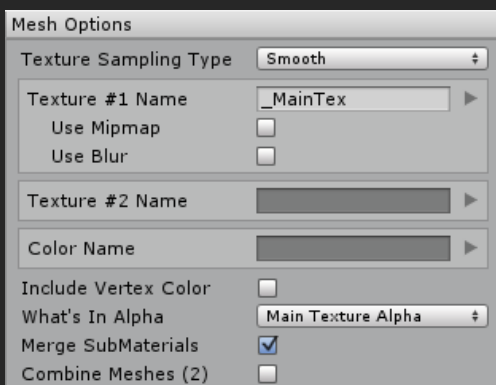 Mesh Options
Texture Sampling Type Smooth
Texture #1 Name _MainTex
Use Mipmap
Use Blur
Texture #2 Name
Color Name
Include Vertex Color
What's In Alpha Main Texture Alpha
Merge SubMaterials
Combine Meshes (2)